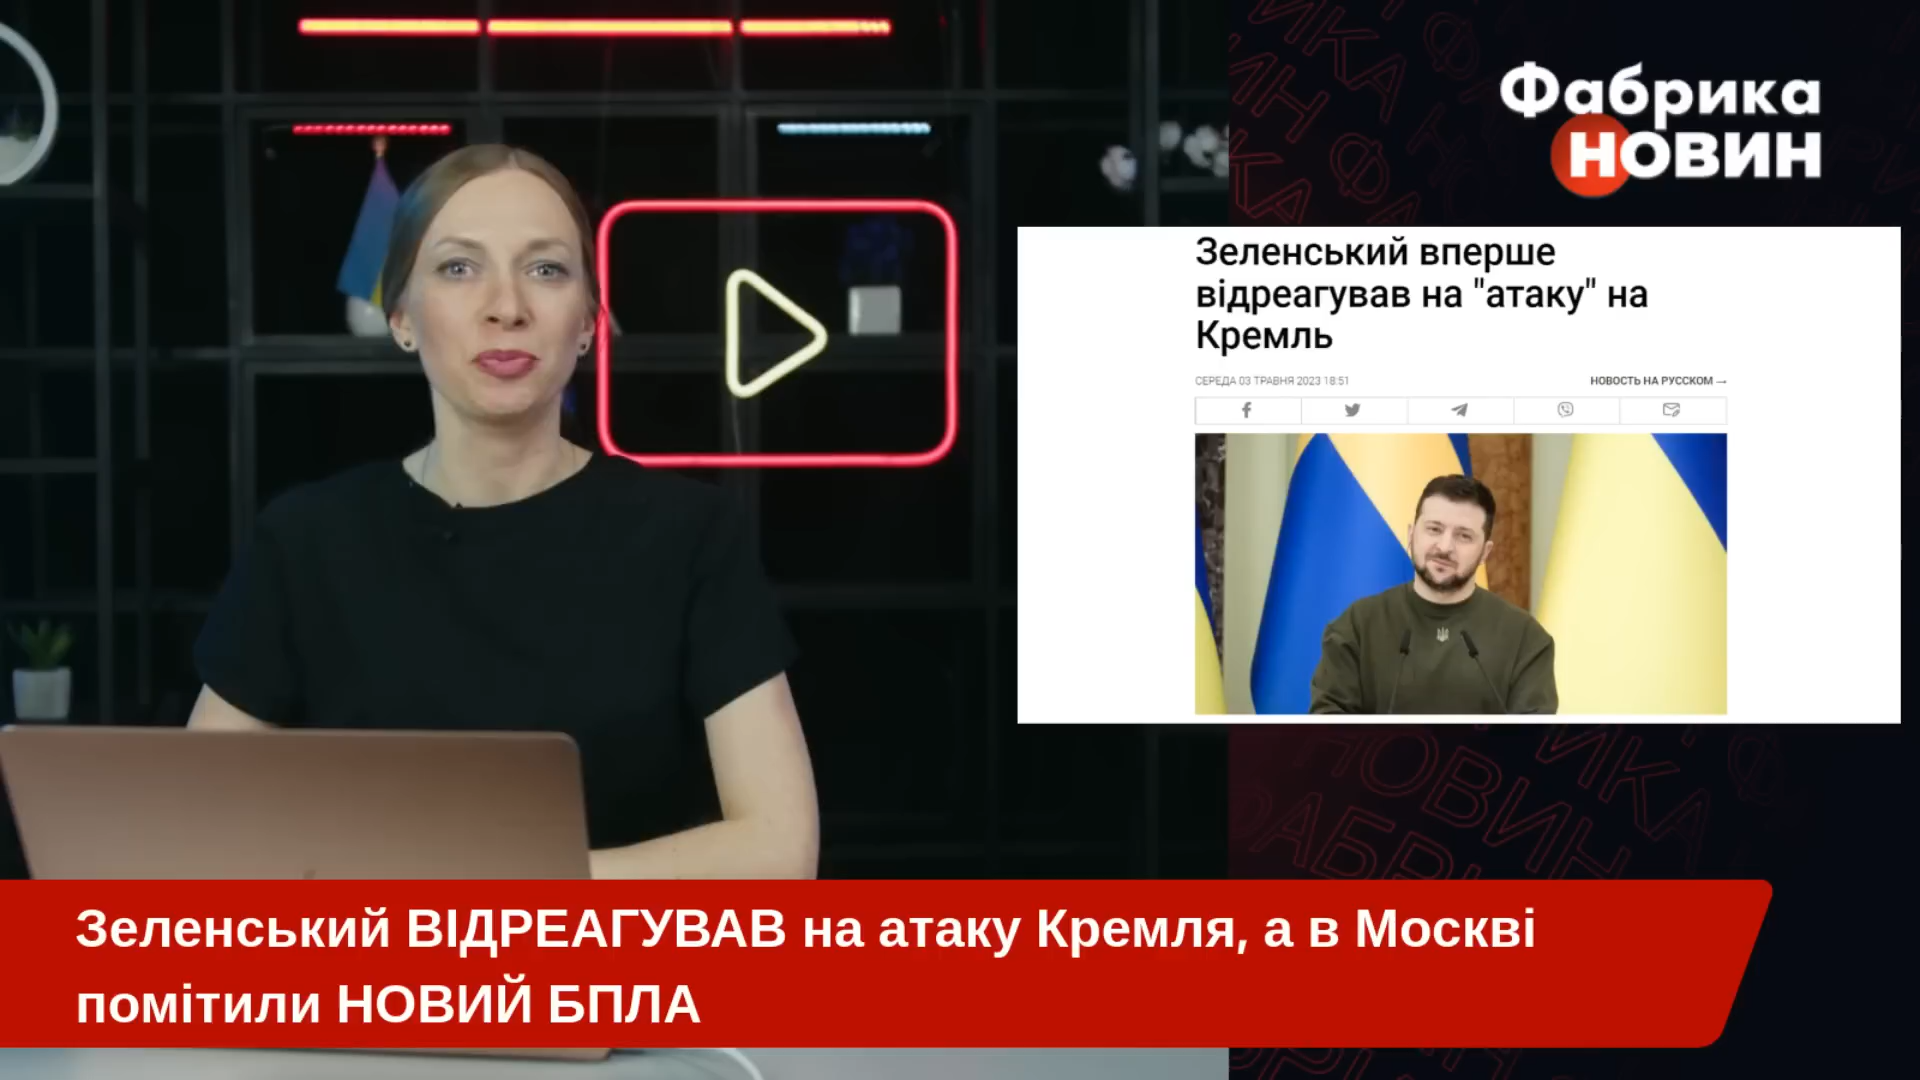 Фабрика
НОВИН
Зеленський вперше
відреагував на "атаку" на
Кремль
СЕРЕДА 03 ТРАВНЯ 2023 18:51
НОВОСТЬ НА РУССКОМ →
Зеленський ВІДРЕАГУВАВ на атаку Кремля, а в Москві
помітили НОВИЙ БПЛА